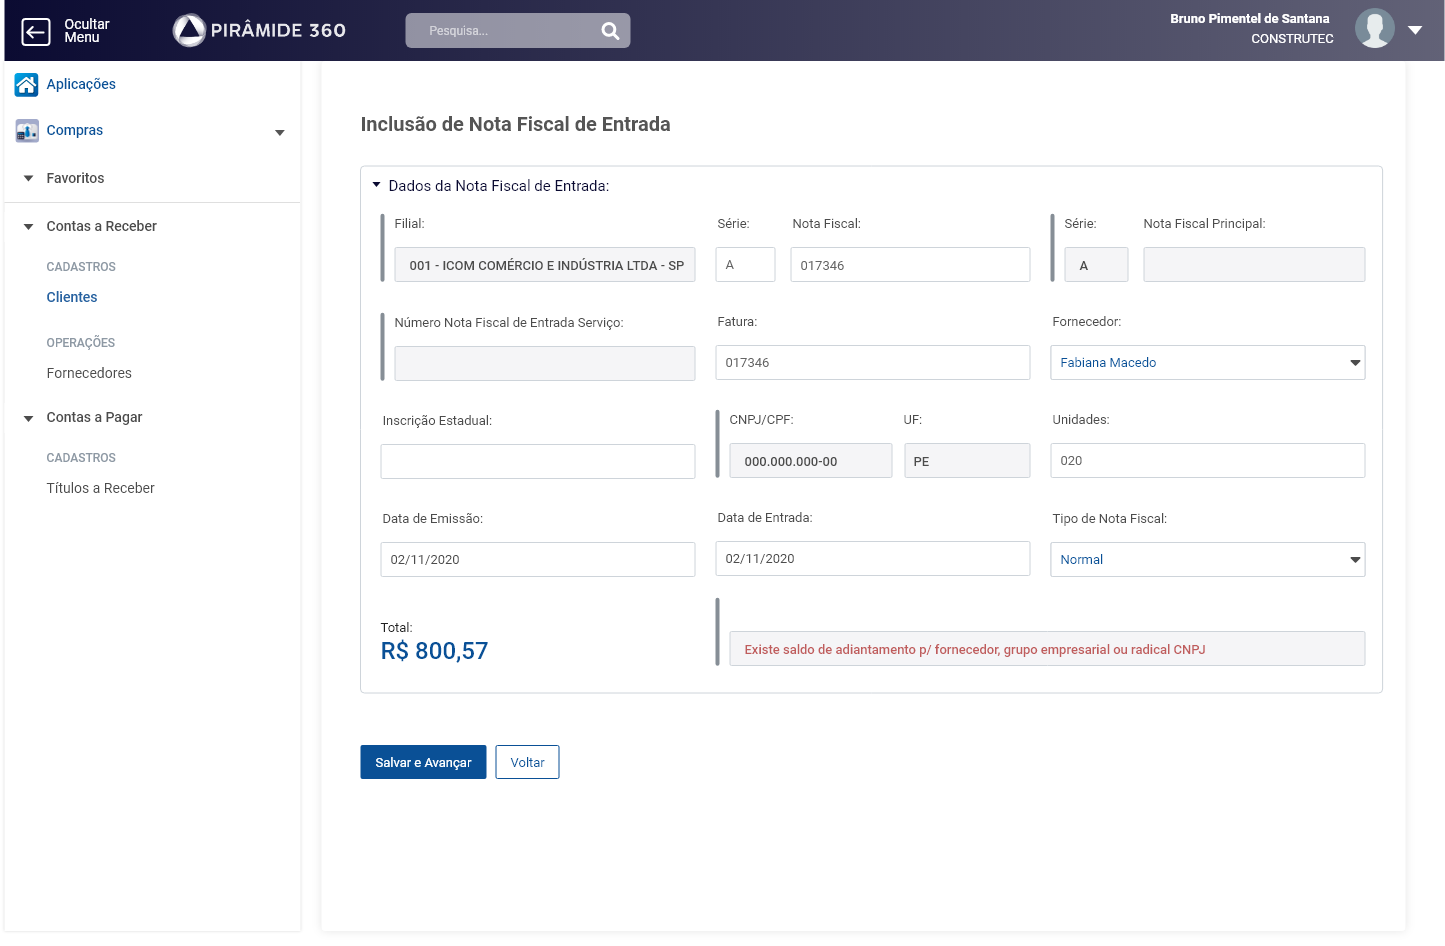 Ocultar
Menu
PIRÂMIDE 360
Pesquisa...
Bruno Pimentel de Santana
CONSTRUTEC
Aplicações
Compras
Favoritos
Contas a Receber
CADASTROS
Clientes
OPERAÇÕES
Fornecedores
Contas a Pagar
CADASTROS
Títulos a Receber
Inclusão de Nota Fiscal de Entrada
Dados da Nota Fiscal de Entrada:
Filial: Série: Nota Fiscal: Série: Nota Fiscal Principal:
001 - ICOM COMÉRCIO E INDÚSTRIA LTDA - SP A 017346 A
Número Nota Fiscal de Entrada Serviço: Fatura: Fornecedor:
017346 Fabiana Macedo
Inscrição Estadual: CNPJ/CPF: UF: Unidades:
000.000.000-00 PE 020
Data de Emissão: Data de Entrada: Tipo de Nota Fiscal:
02/11/2020 02/11/2020 Normal
Total:
R$ 800,57
Existe saldo de adiantamento p/ fornecedor, grupo empresarial ou radical CNPJ
Salvar e Avançar Voltar